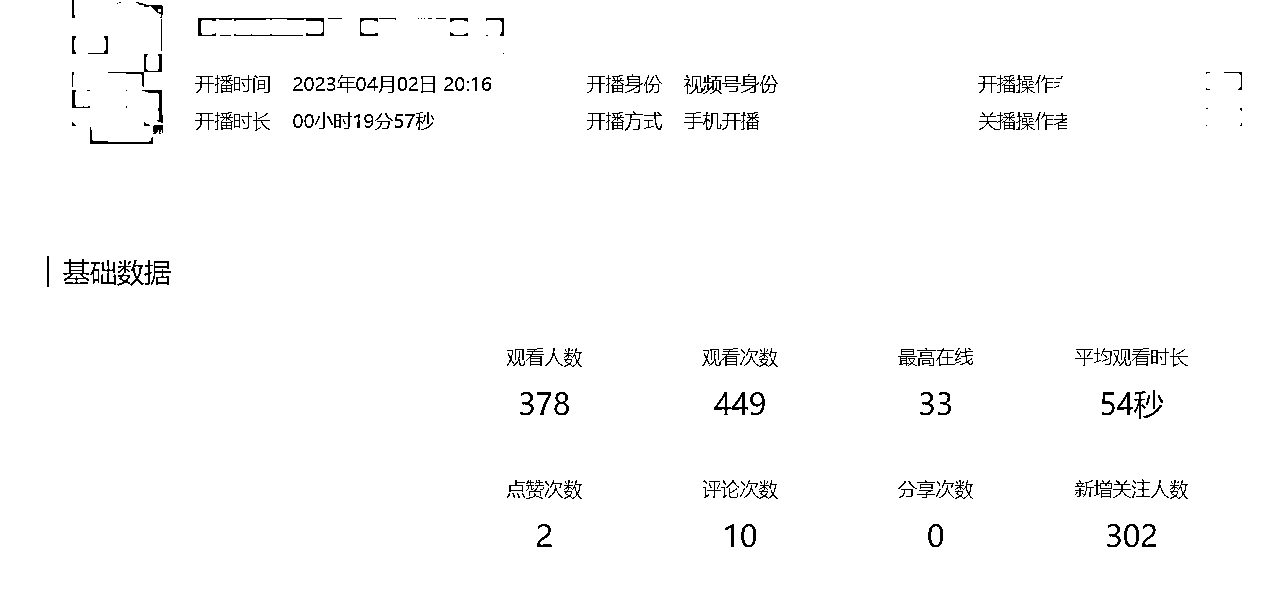 开播时间 2023年04月02日 20:16 开播身份 视频号身份 开播操作
开播时长 00小时19分57秒 开播方式 手机开播 关播操作者
基础数据
观看人数 观看次数 最高在线 平均观看时长
378 449 33 54秒
点赞次数 评论次数 分享次数 新增关注人数
2 10 0 302